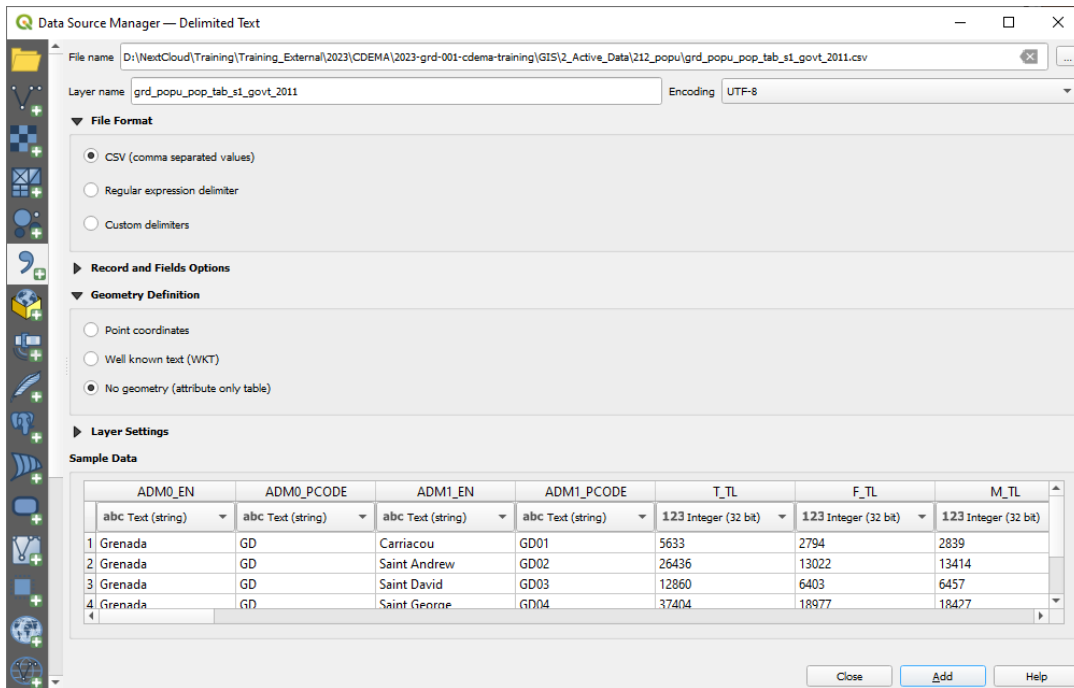 Data Source Manager — Delimited Text
File name D:\NextCloud\Training\Training_External\2023\CDEMA\2023-grd-001-cdema-training\GIS\2_Active_Data\212_popu\grd_popu_pop_tab_s1_govt_2011.csv ...
Layer name grd_popu_pop_tab_s1_govt_2011 Encoding UTF-8
File Format
CSV (comma separated values)
Regular expression delimiter
Custom delimiters
Record and Fields Options
Geometry Definition
Point coordinates
Well known text (WKT)
No geometry (attribute only table)
Layer Settings
Sample Data
ADM0_EN ADM0_PCODE ADM1_EN ADM1_PCODE T_TL F_TL M_TL
abc Text (string) abc Text (string) abc Text (string) abc Text (string) 123 Integer (32 bit) 123 Integer (32 bit) 123 Integer (32 bit)
1 Grenada GD Carriacou GD01 5633 2794 2839
2 Grenada GD Saint Andrew GD02 26436 13022 13414
3 Grenada GD Saint David GD03 12860 6403 6457
4 Grenada GD Saint George GD04 37404 18977 18427
Close Add Help